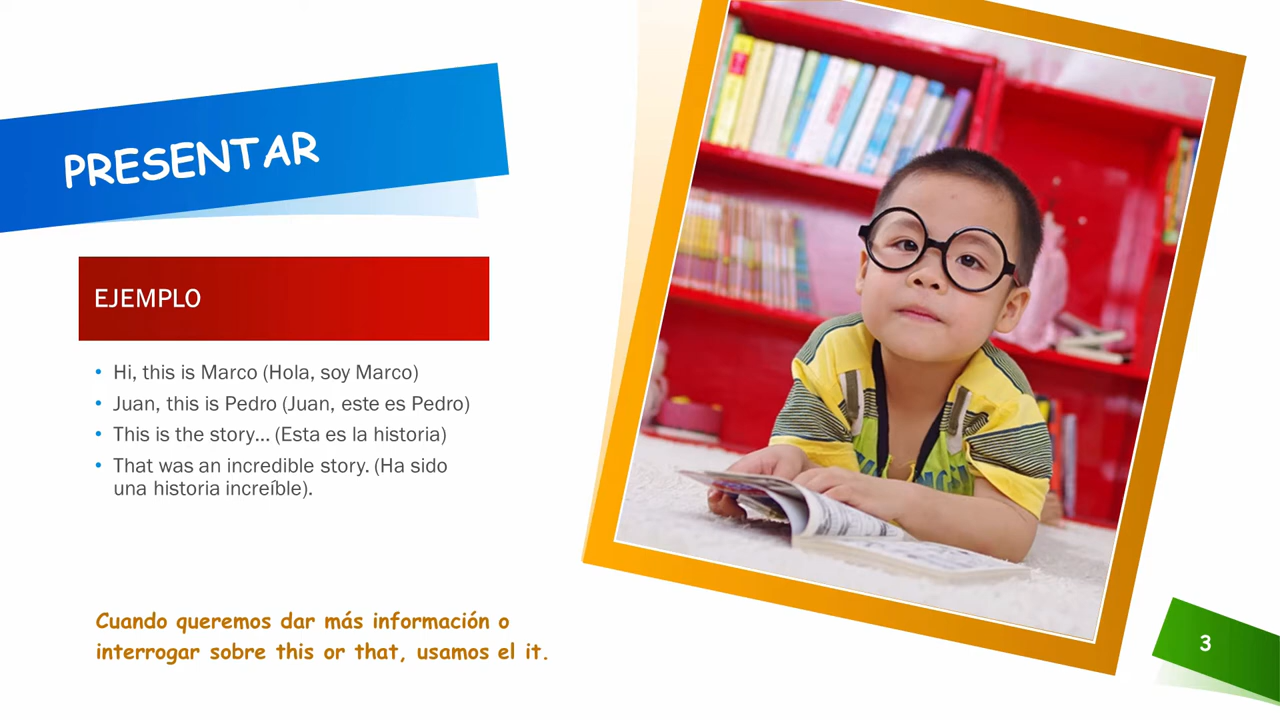 PRESENTAR
EJEMPLO
• Hi, this is Marco (Hola, soy Marco)
• Juan, this is Pedro (Juan, este es Pedro)
• This is the story... (Esta es la historia)
• That was an incredible story. (Ha sido
una historia increíble).
Cuando queremos dar más información o
interrogar sobre this or that, usamos el it.
3